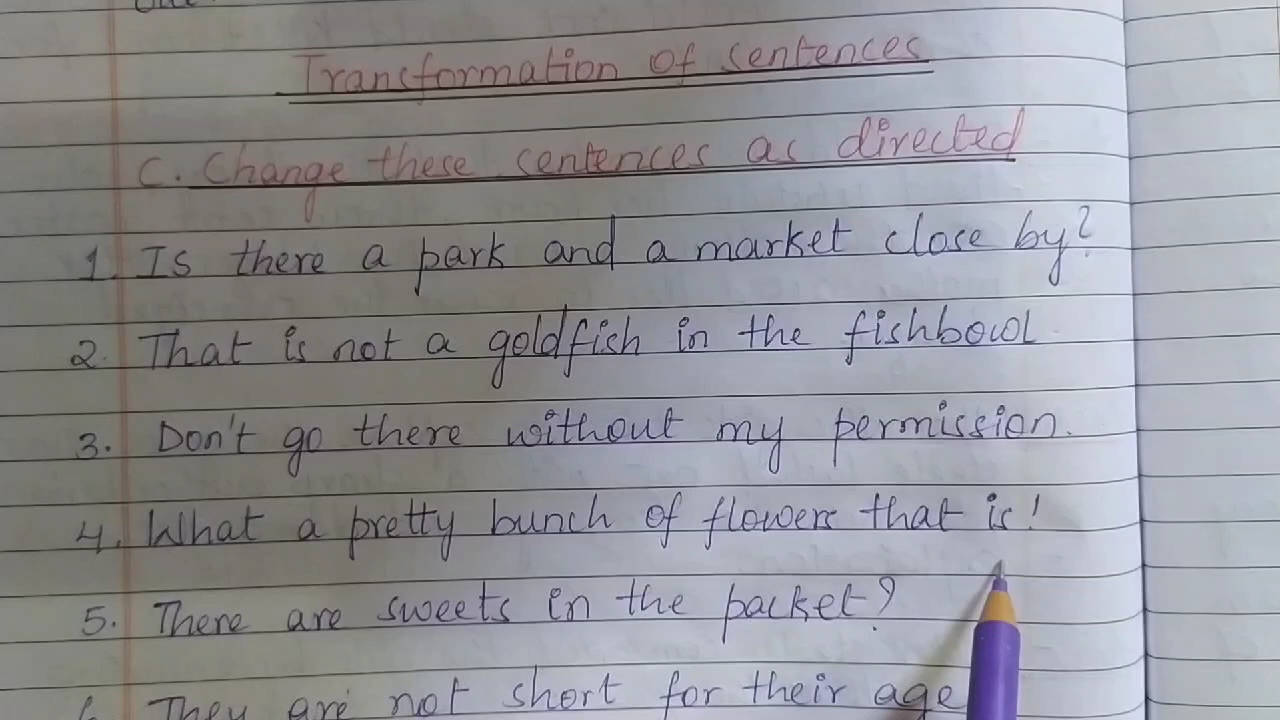 Transformation of sentences
C. Change these sentences as directed
1. Is there a park and a market close by?
2. That is not a goldfish in the fishbowl.
3. Don't go there without my permission.
4. What a pretty bunch of flowers that is!
5. There are sweets in the packet?
6. They are not short for their age